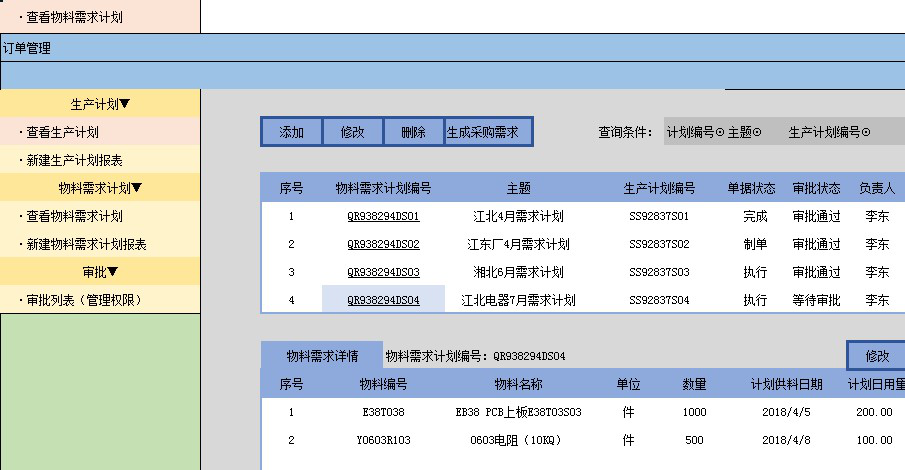 ·查看物料需求计划
订单管理
生产计划▼
·查看生产计划
·新建生产计划报表
物料需求计划▼
·查看物料需求计划
·新建物料需求计划报表
审批▼
·审批列表（管理权限）
添加 修改 删除 生成采购需求 查询条件： 计划编号⊙ 主题⊙ 生产计划编号⊙
序号 物料需求计划编号 主题 生产计划编号 单据状态 审批状态 负责人
1 QR938294DS01 江北4月需求计划 SS92837S01 完成 审批通过 李东
2 QR938294DS02 江东厂4月需求计划 SS92837S02 制单 审批通过 李东
3 QR938294DS03 湘北6月需求计划 SS92837S03 执行 审批通过 李东
4 QR938294DS04 江北电器7月需求计划 SS92837S04 执行 等待审批 李东
物料需求详情 物料需求计划编号：QR938294DS04 修改
序号 物料编号 物料名称 单位 数量 计划供料日期 计划日用量
1 E38T038 EB38 PCB上板E38T03S03 件 1000 2018/4/5 200.00
2 Y0603R103 0603电阻（10KQ） 件 500 2018/4/8 100.00